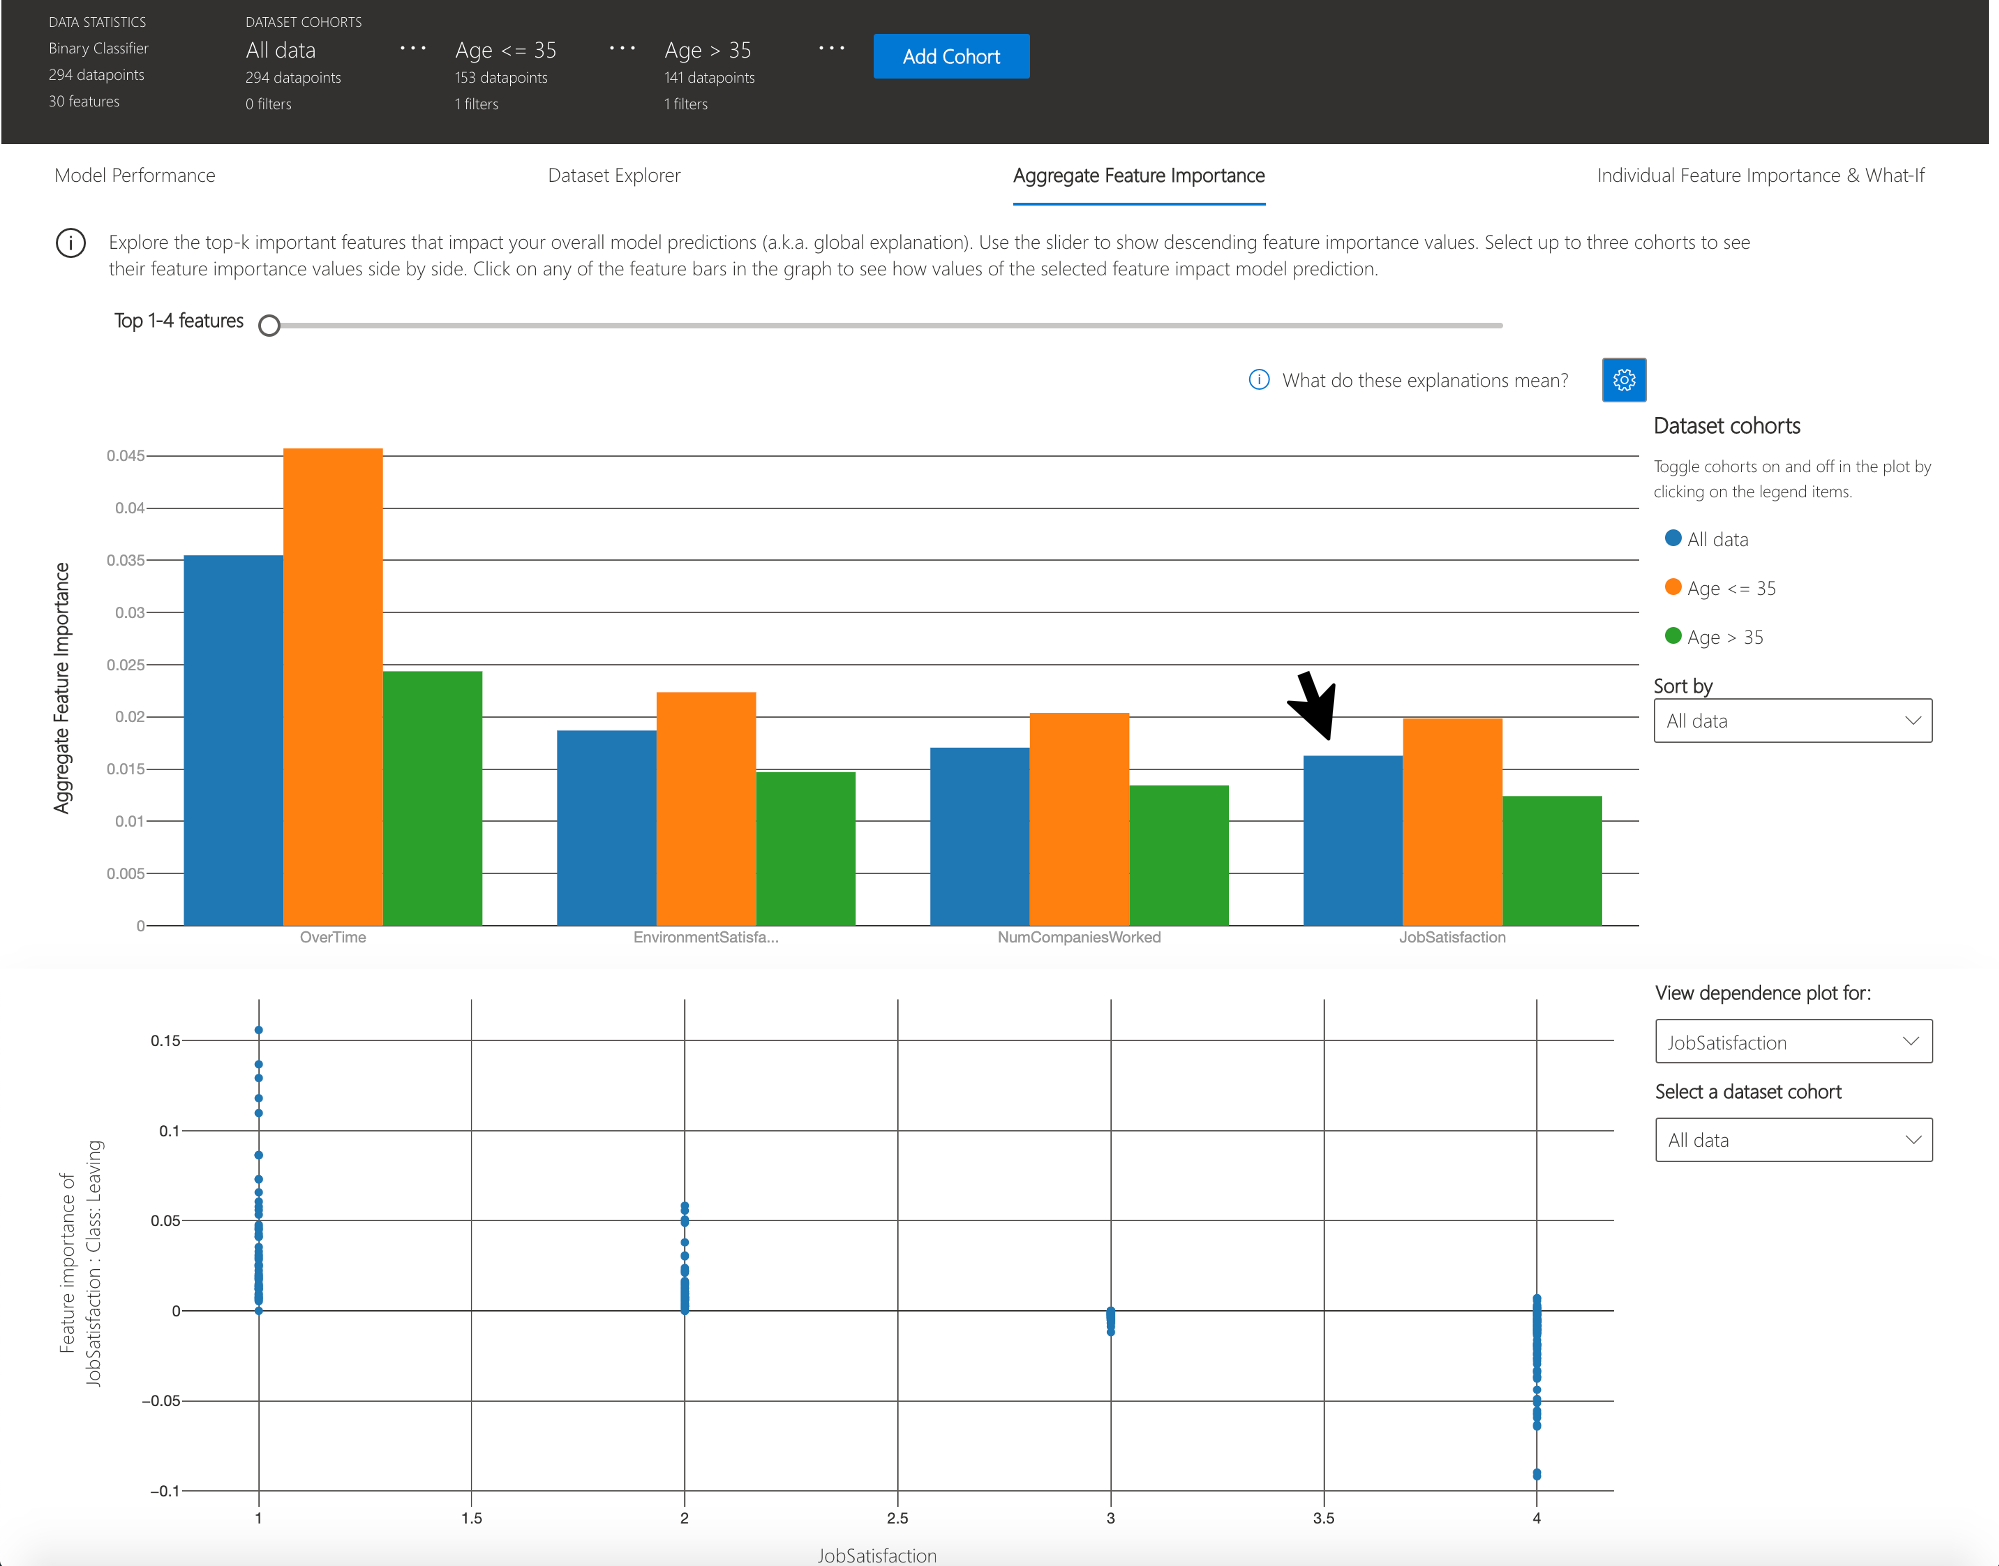 DATA STATISTICS
Binary Classifier
294 datapoints
30 features
DATASET COHORTS
All data
294 datapoints
0 filters
Age <= 35
153 datapoints
1 filters
Age > 35
141 datapoints
1 filters
Add Cohort
Model Performance
Dataset Explorer
Aggregate Feature Importance
Individual Feature Importance & What-If
Explore the top-k important features that impact your overall model predictions (a.k.a. global explanation). Use the slider to show descending feature importance values. Select up to three cohorts to see
their feature importance values side by side. Click on any of the feature bars in the graph to see how values of the selected feature impact model prediction.
Top 1-4 features
What do these explanations mean?
Dataset cohorts
Toggle cohorts on and off in the plot by
clicking on the legend items.
All data
Age <= 35
Age > 35
Sort by
All data
Aggregate Feature Importance
0.045
0.04
0.035
0.03
0.025
0.02
0.015
0.01
0.005
0
OverTime
EnvironmentSatisfa...
NumCompaniesWorked
JobSatisfaction
View dependence plot for:
JobSatisfaction
Select a dataset cohort
All data
Feature importance of
JobSatisfaction : Class: Leaving
0.15
0.1
0.05
0
−0.05
−0.1
1
1.5
2
2.5
3
3.5
4
JobSatisfaction